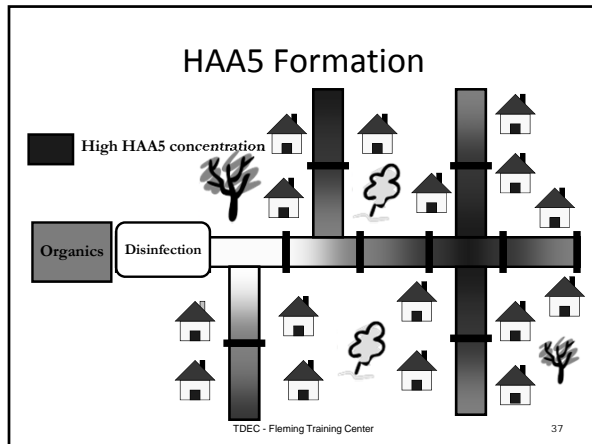 HAA5 Formation
High HAA5 concentration
Organics
Disinfection
TDEC - Fleming Training Center
37